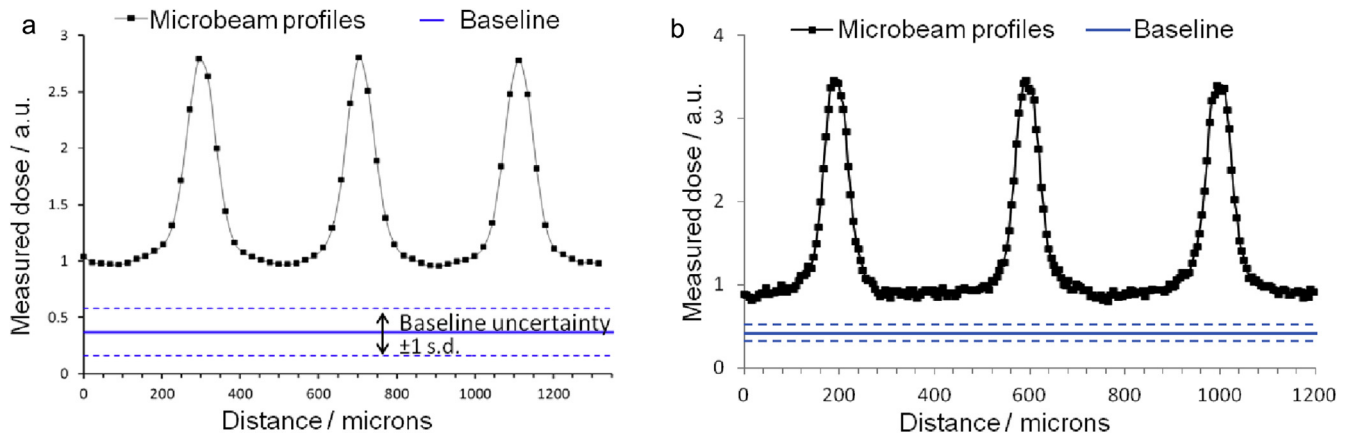 a
Microbeam profiles Baseline
Measured dose / a.u.
3
2.5
2
1.5
1
0.5
0
Baseline uncertainty
±1 s.d.
0 200 400 600 800 1000 1200
Distance / microns
b
Microbeam profiles Baseline
Measured dose / a.u.
4
3
2
1
0
0 200 400 600 800 1000 1200
Distance / microns